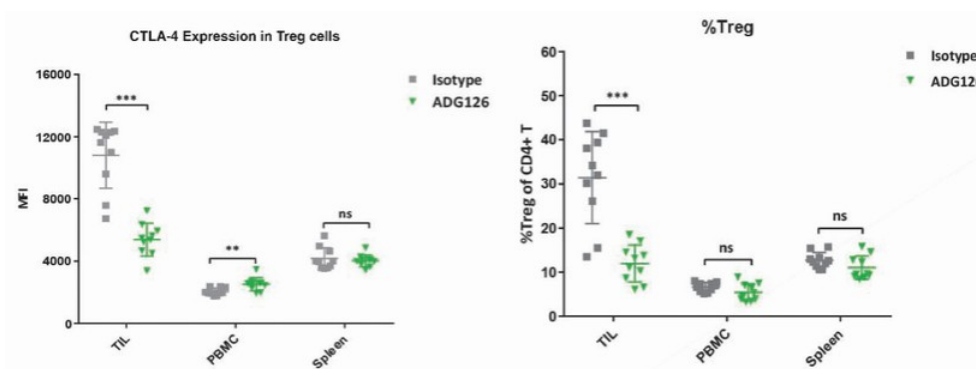 CTLA-4 Expression in Treg cells
Isotype
ADG126
MFI
16000
12000
8000
4000
0
***
**
ns
TIL
PBMC
Spleen
%Treg
Isotype
ADG126
%Treg of CD4+ T
60
50
40
30
20
10
0
***
ns
ns
TIL
PBMC
Spleen